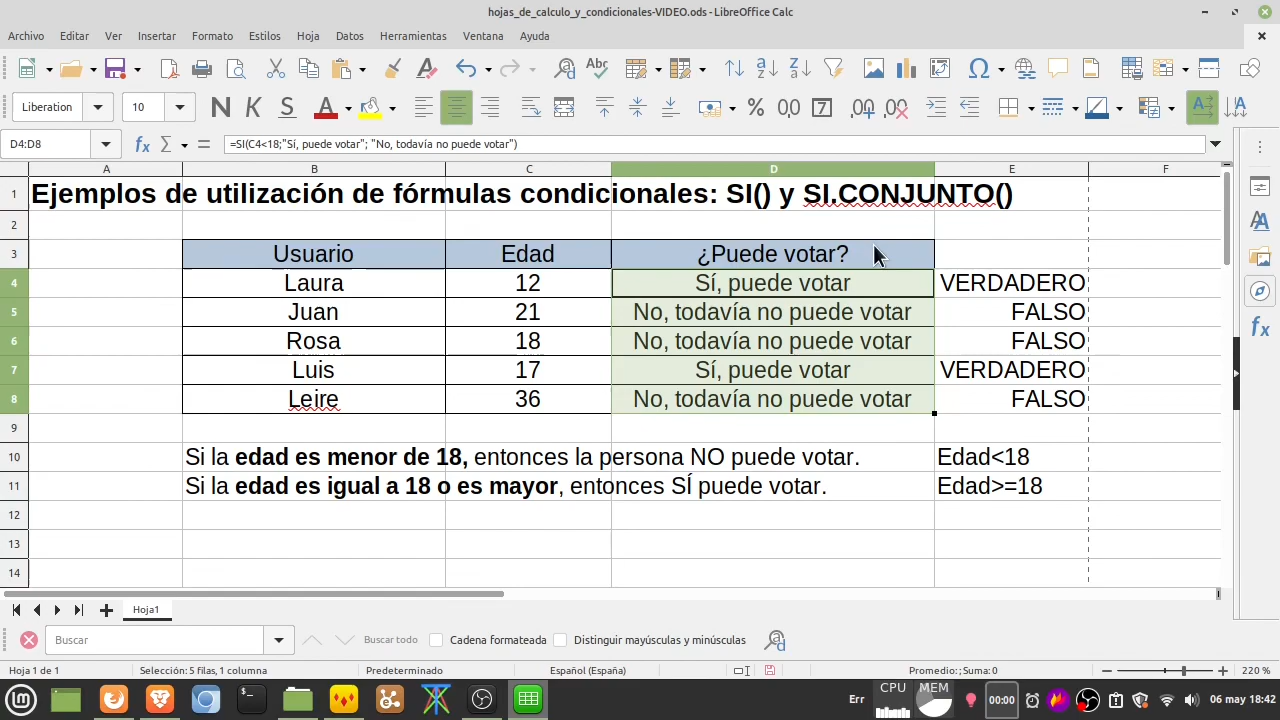 hojas_de_calculo_y_condicionales-VIDEO.ods - LibreOffice Calc
Archivo Editar Ver Insertar Formato Estilos Hoja Datos Herramientas Ventana Ayuda
Liberation 10
D4:D8 =SI(C4<18;"Sí, puede votar"; "No, todavía no puede votar")
A B C D E F
1 Ejemplos de utilización de fórmulas condicionales: SI() y SI.CONJUNTO()
2
3 Usuario Edad ¿Puede votar?
4 Laura 12 Sí, puede votar VERDADERO
5 Juan 21 No, todavía no puede votar FALSO
6 Rosa 18 No, todavía no puede votar FALSO
7 Luis 17 Sí, puede votar VERDADERO
8 Leire 36 No, todavía no puede votar FALSO
9
10 Si la edad es menor de 18, entonces la persona NO puede votar. Edad<18
11 Si la edad es igual a 18 o es mayor, entonces SÍ puede votar. Edad>=18
12
13
14
Hoja1
Buscar Buscar todo Cadena formateada Distinguir mayúsculas y minúsculas
Hoja 1 de 1 Selección: 5 filas, 1 columna Predeterminado Español (España) Promedio: ; Suma: 0 220 %
Err CPU MEM 00:00 06 may 18:42